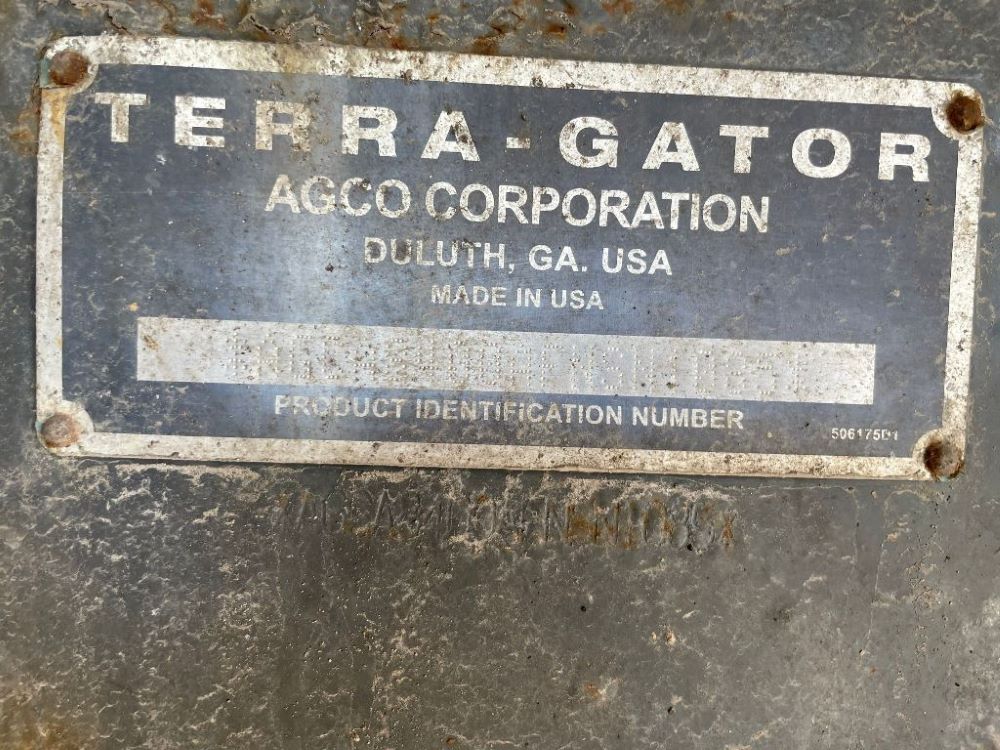 TERRA-GATOR
AGCO CORPORATION
DULUTH, GA. USA
MADE IN USA
PRODUCT IDENTIFICATION NUMBER
506175D1